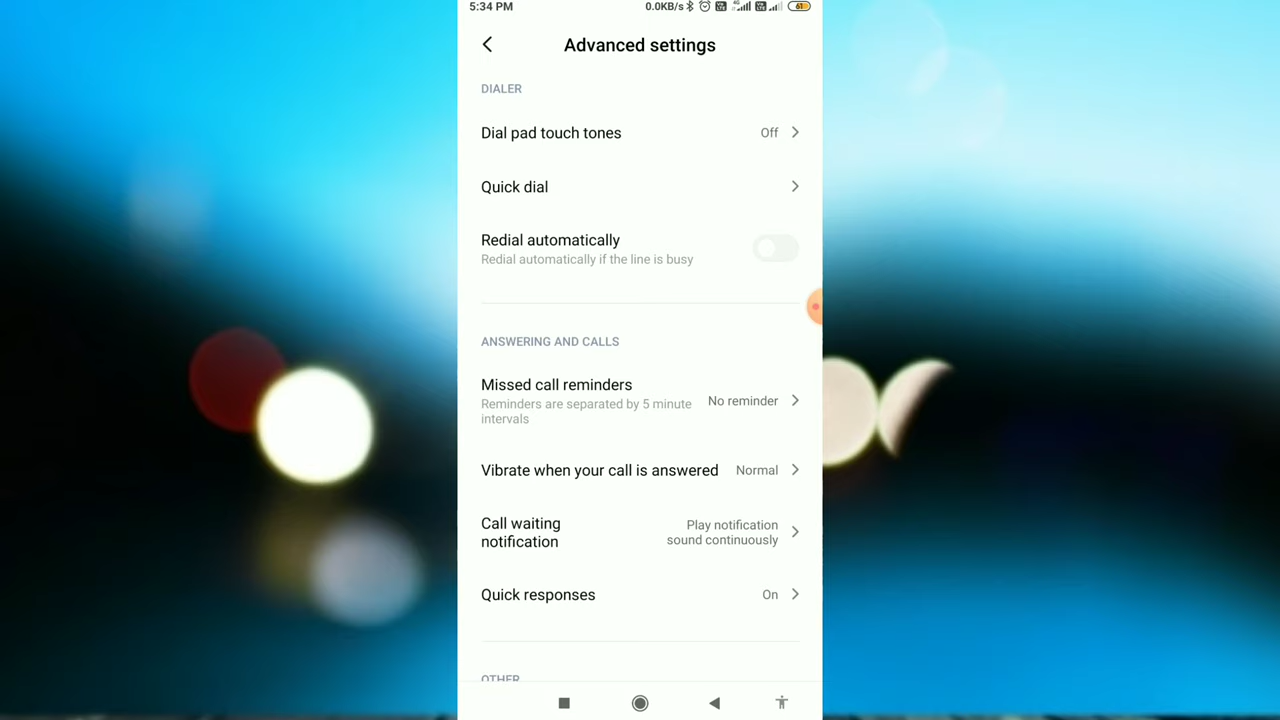 5:34 PM
0.0KB/s
4G
61
Advanced settings
DIALER
Dial pad touch tones
Off
Quick dial
Redial automatically
Redial automatically if the line is busy
ANSWERING AND CALLS
Missed call reminders
Reminders are separated by 5 minute
intervals
No reminder
Vibrate when your call is answered
Normal
Call waiting
notification
Play notification
sound continuously
Quick responses
On
OTHER